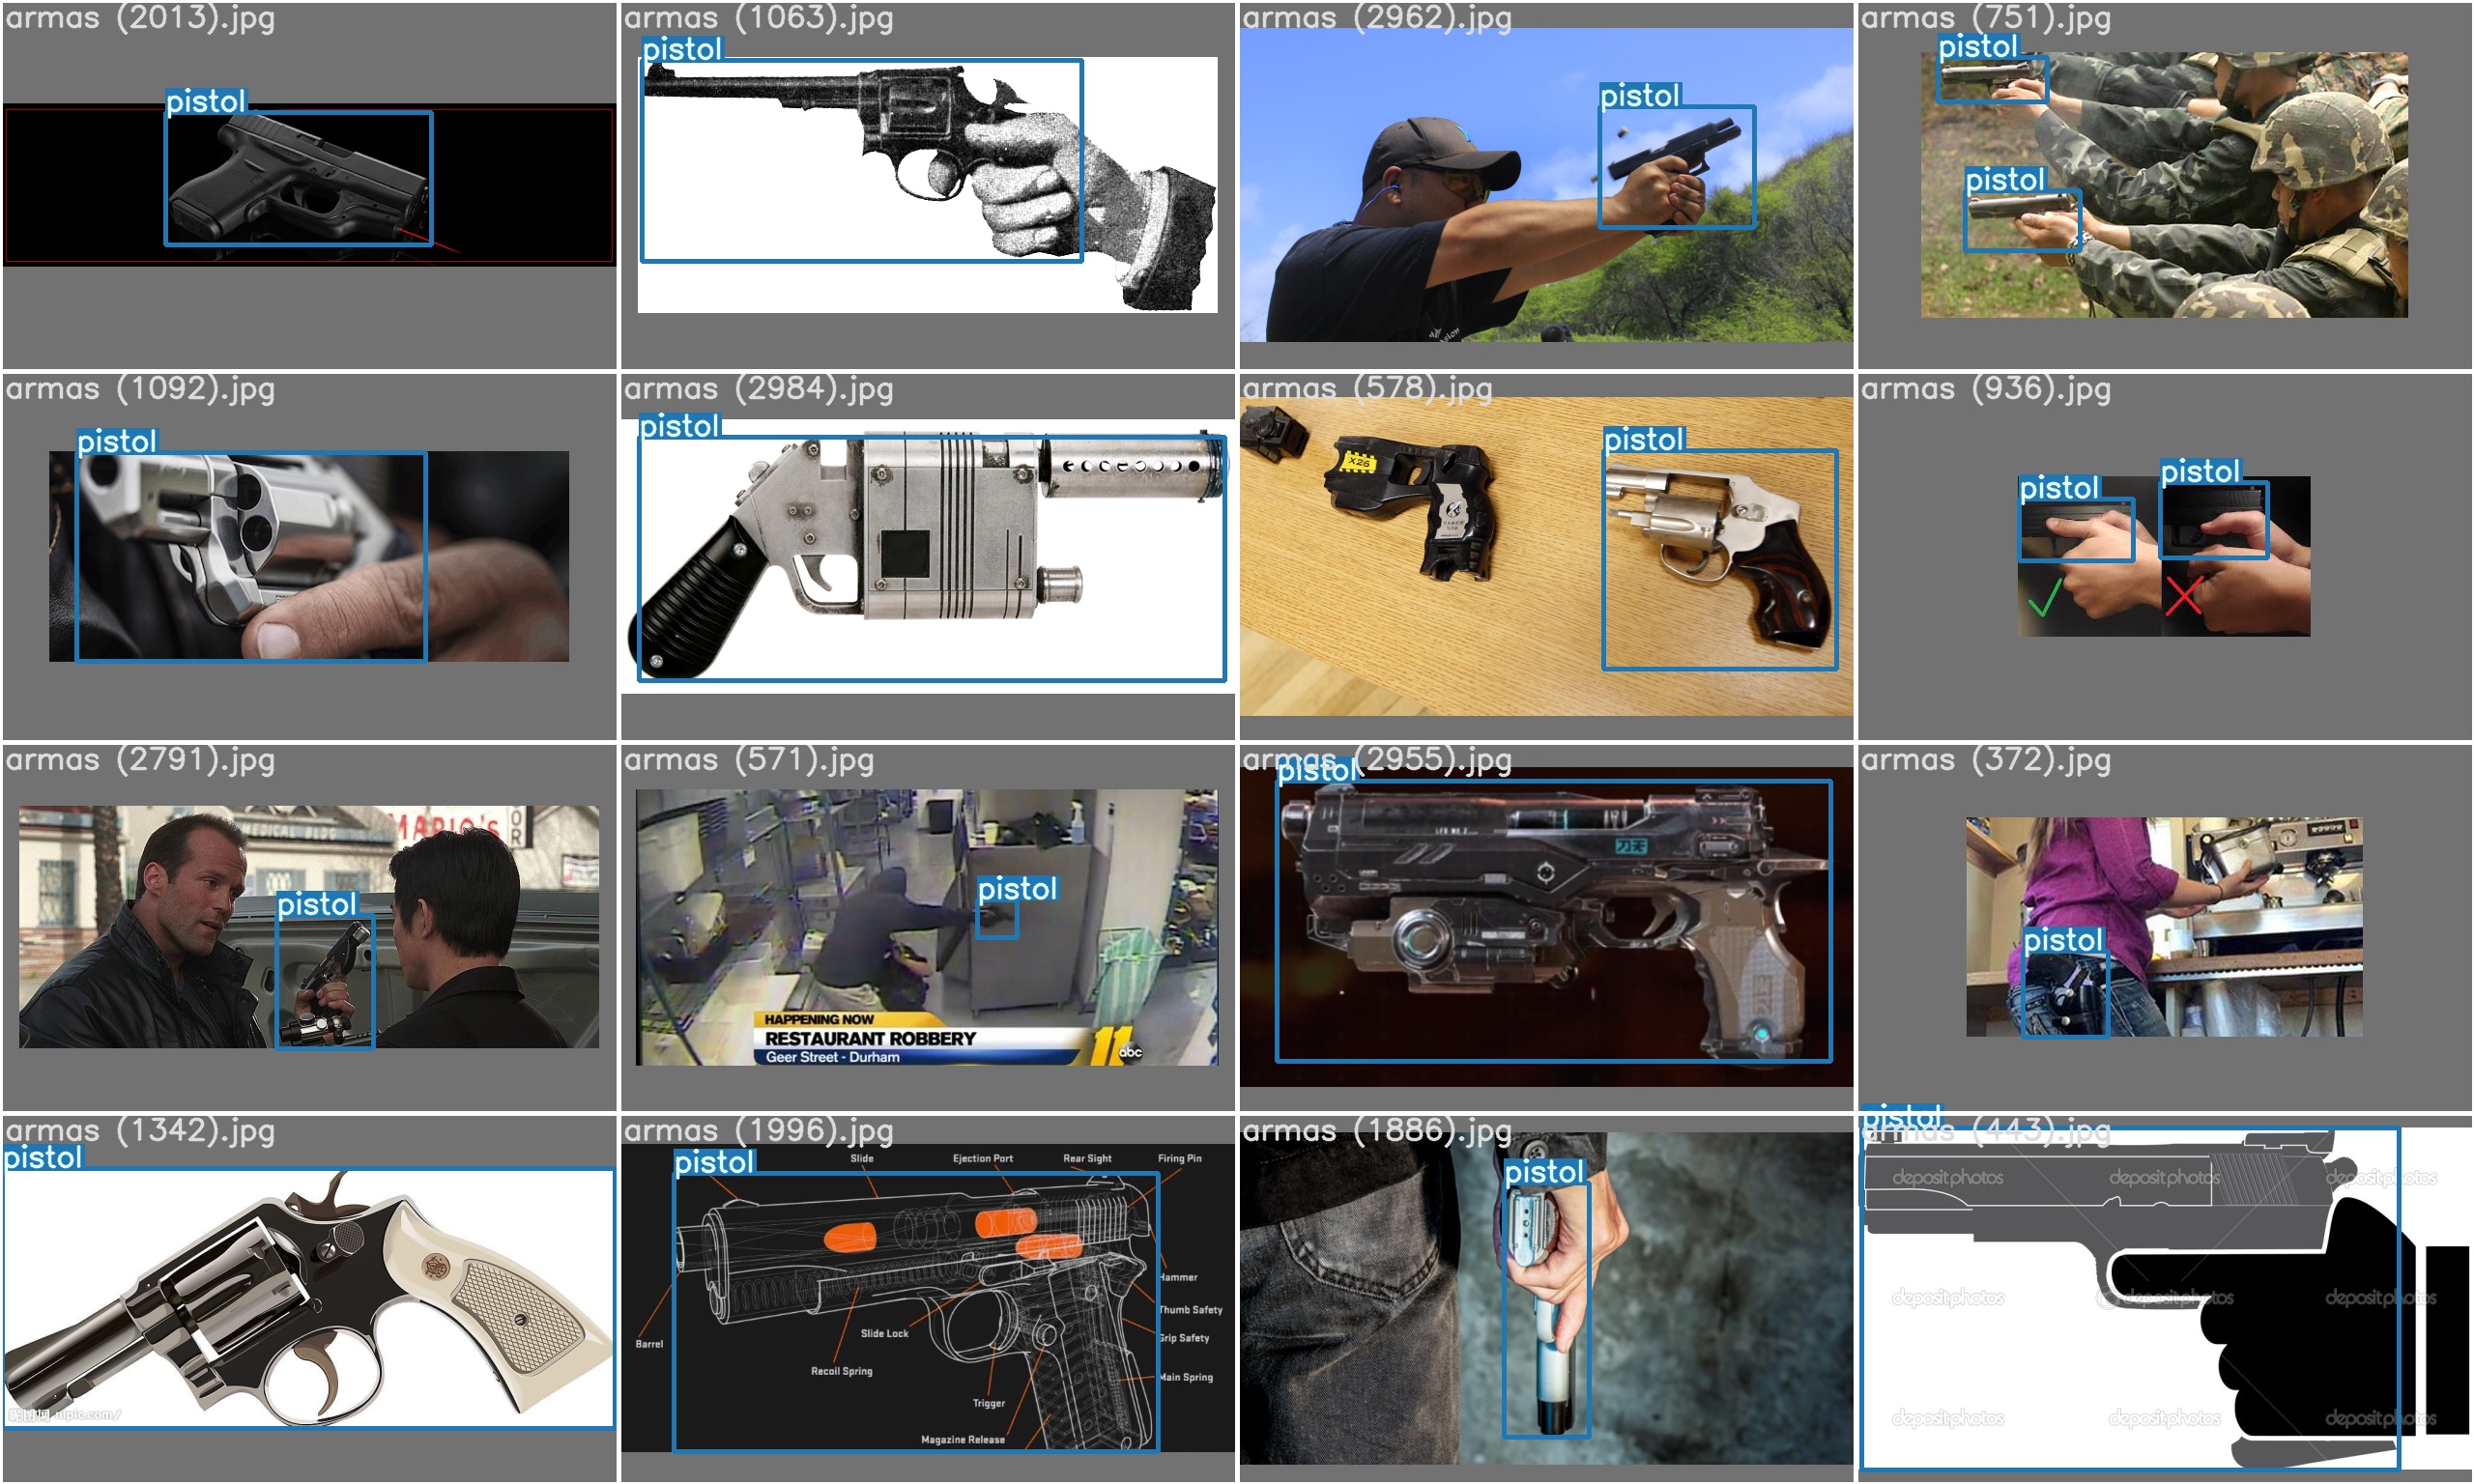 armas (2013).jpg
pistol
armas (1063).jpg
pistol
armas (2962).jpg
pistol
armas (751).jpg
pistol
pistol
armas (1092).jpg
pistol
armas (2984).jpg
pistol
armas (578).jpg
pistol
X26
armas (936).jpg
pistol
pistol
armas (2791).jpg
MEDICAL BLDG
MARIO'S
pistol
armas (571).jpg
pistol
HAPPENING NOW
RESTAURANT ROBBERY
Geer Street - Durham
11
abc
armas (2955).jpg
pistol
armas (372).jpg
pistol
armas (1342).jpg
pistol
nipic.com/
armas (1996).jpg
pistol
Slide
Ejection Port
Rear Sight
Firing Pin
Hammer
Thumb Safety
Grip Safety
Main Spring
Barrel
Slide Lock
Recoil Spring
Trigger
Magazine Release
armas (1886).jpg
pistol
armas (443).jpg
pistol
depositphotos depositphotos depositphotos
depositphotos depositphotos depositphotos
depositphotos depositphotos depositphotos